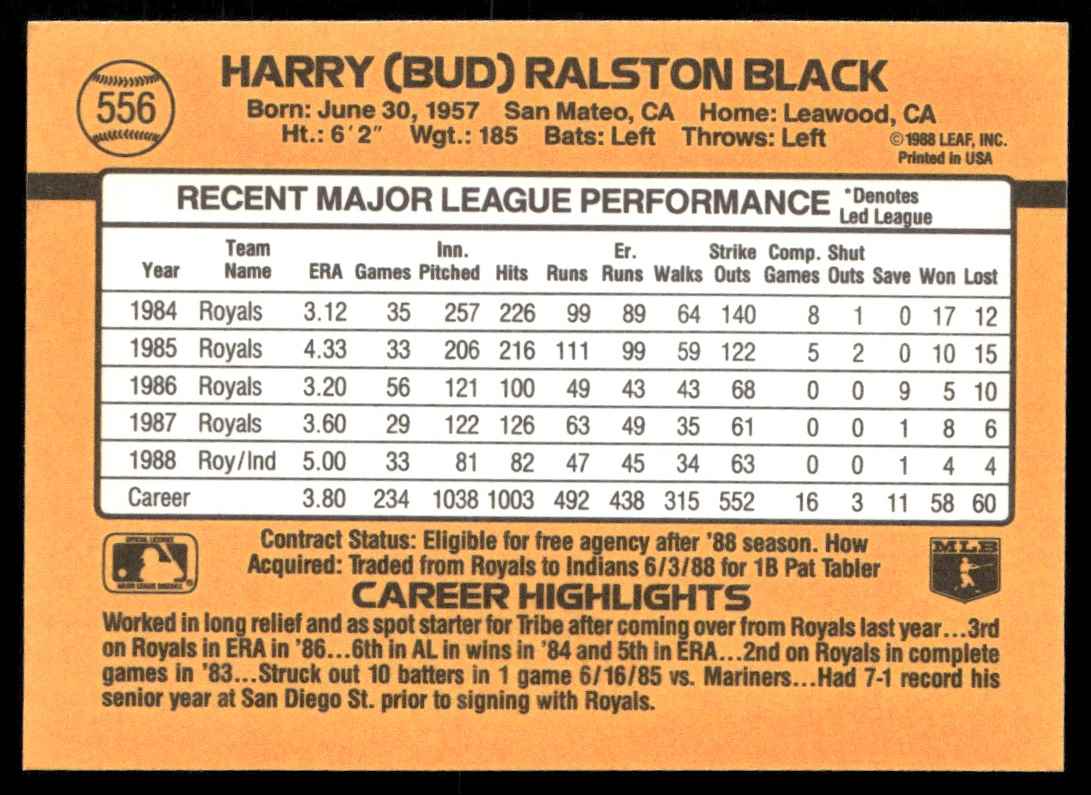 556
HARRY (BUD) RALSTON BLACK
Born: June 30, 1957 San Mateo, CA Home: Leawood, CA
Ht.: 6'2" Wgt.: 185 Bats: Left Throws: Left
©1988 LEAF, INC.
Printed in USA
RECENT MAJOR LEAGUE PERFORMANCE *Denotes Led League
Year Team Name ERA Games Inn. Pitched Hits Runs Er. Runs Walks Strike Outs Comp. Games Shut Outs Save Won Lost
1984 Royals 3.12 35 257 226 99 89 64 140 8 1 0 17 12
1985 Royals 4.33 33 206 216 111 99 59 122 5 2 0 10 15
1986 Royals 3.20 56 121 100 49 43 43 68 0 0 9 5 10
1987 Royals 3.60 29 122 126 63 49 35 61 0 0 1 8 6
1988 Roy/Ind 5.00 33 81 82 47 45 34 63 0 0 1 4 4
Career 3.80 234 1038 1003 492 438 315 552 16 3 11 58 60
OFFICIAL LICENSEE
MAJOR LEAGUE BASEBALL
Contract Status: Eligible for free agency after '88 season. How
Acquired: Traded from Royals to Indians 6/3/88 for 1B Pat Tabler
MLB
CAREER HIGHLIGHTS
Worked in long relief and as spot starter for Tribe after coming over from Royals last year...3rd
on Royals in ERA in '86...6th in AL in wins in '84 and 5th in ERA...2nd on Royals in complete
games in '83...Struck out 10 batters in 1 game 6/16/85 vs. Mariners...Had 7-1 record his
senior year at San Diego St. prior to signing with Royals.